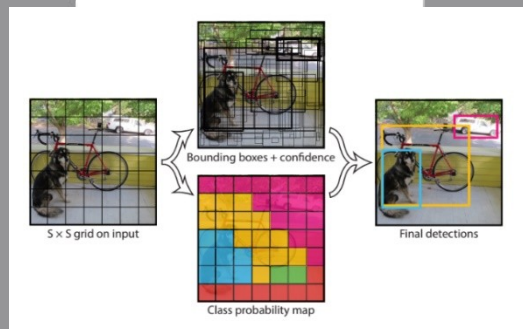 S × S grid on input
Bounding boxes + confidence
Class probability map
Final detections